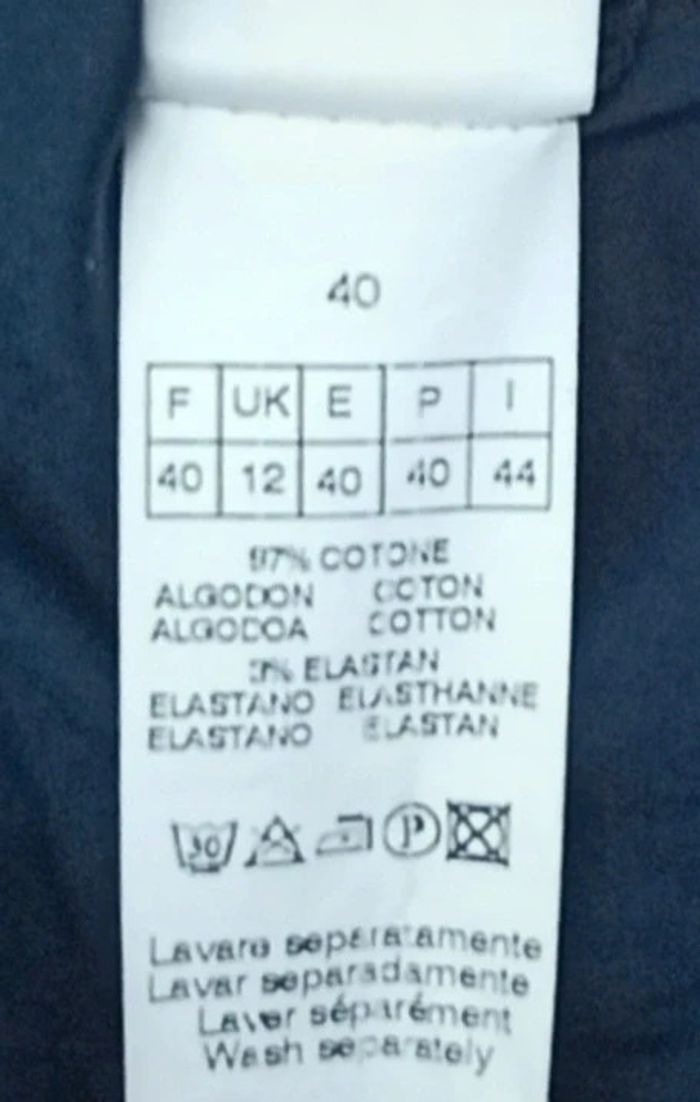 40
F UK E P I
40 12 40 40 44
97% COTONE
ALGODON COTON
ALGODOA COTTON
3% ELASTAN
ELASTANO ELASTHANNE
ELASTANO ELASTAN
30 P
Lavare separatamente
Lavar separadamente
Laver séparément
Wash separately